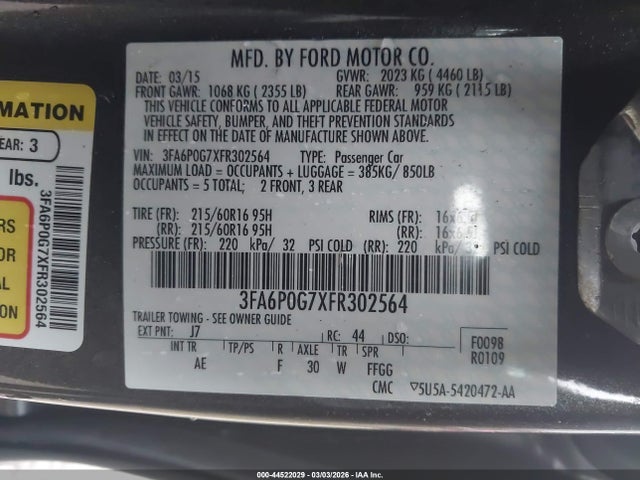 MFD. BY FORD MOTOR CO.
DATE: 03/15 GVWR: 2023 KG ( 4460 LB)
FRONT GAWR: 1068 KG ( 2355 LB) REAR GAWR: 959 KG ( 2115 LB)
THIS VEHICLE CONFORMS TO ALL APPLICABLE FEDERAL MOTOR
VEHICLE SAFETY, BUMPER, AND THEFT PREVENTION STANDARDS
IN EFFECT ON THE DATE OF MANUFACTURE SHOWN ABOVE.
VIN: 3FA6P0G7XFR302564 TYPE: Passenger Car
MAXIMUM LOAD = OCCUPANTS + LUGGAGE = 385KG/ 850LB
OCCUPANTS = 5 TOTAL; 2 FRONT, 3 REAR
TIRE (FR): 215/60R16 95H RIMS (FR):
(RR): 215/60R16 95H (RR):
PRESSURE (FR): 220 kPa/ 32 PSI COLD (RR): 220 kPa/ PSI COLD
3FA6P0G7XFR302564
TRAILER TOWING - SEE OWNER GUIDE
EXT PNT: J7 RC: 44 DSO: F0098
R0109
INT TR TP/PS R AXLE TR SPR
AE F 30 W FFGG
CMC ▽5U5A-5420472-AA
ORMATION
EAR: 3
lbs.
3FA6P0G7XFR302564
RS
000-44522029 - 03/03/2026 - IAA Inc.